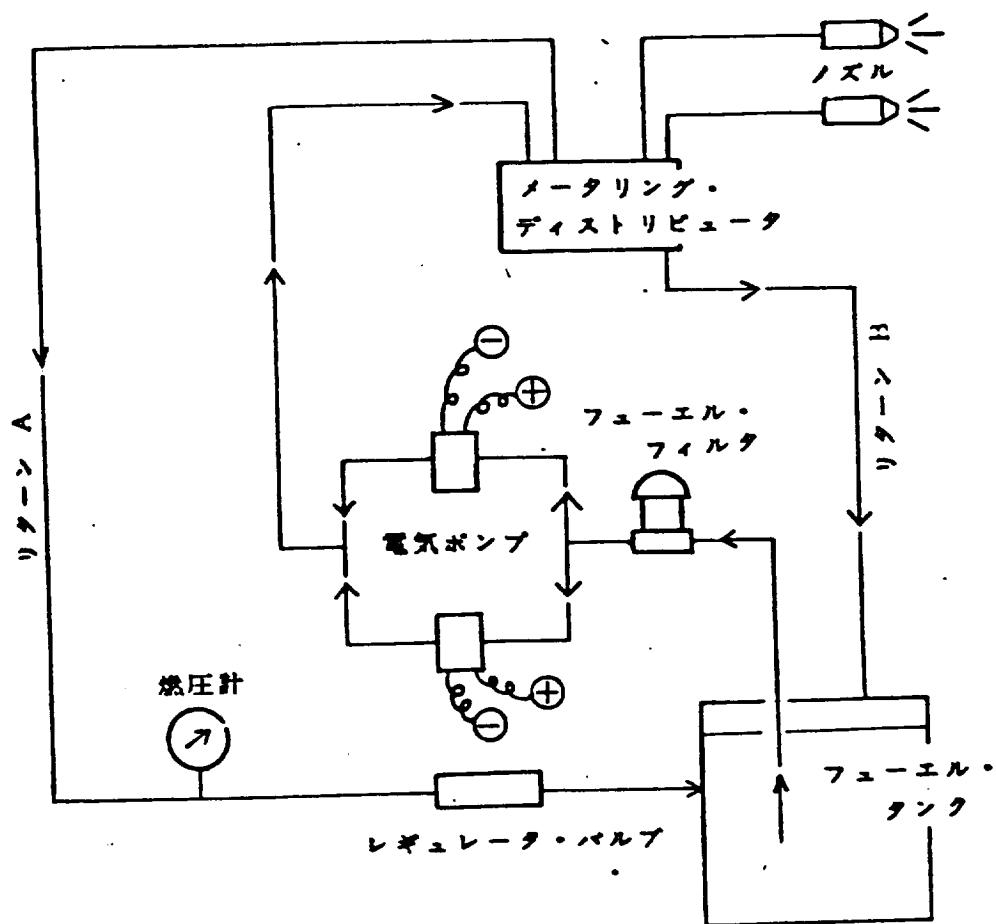 ノズル
メータリング・
ディストリビュータ
リターン B
リターン A
フューエル・
フィルタ
電気ポンプ
燃圧計
フューエル・
タンク
レギュレータ・バルブ